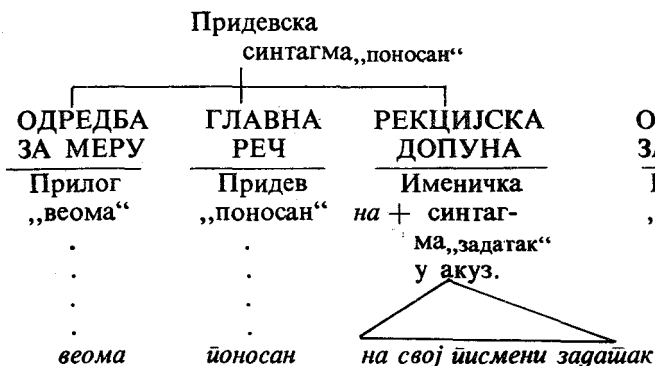 Придевска
синтагма„поносан“
ОДРЕДБА ГЛАВНА РЕКЦИЈСКА
ЗА МЕРУ РЕЧ ДОПУНА
Прилог Придев Именичка
„веома“ „поносан“ на + синтаг-
ма„задатак“
у акуз.
веома поносан на свој писмени задатак